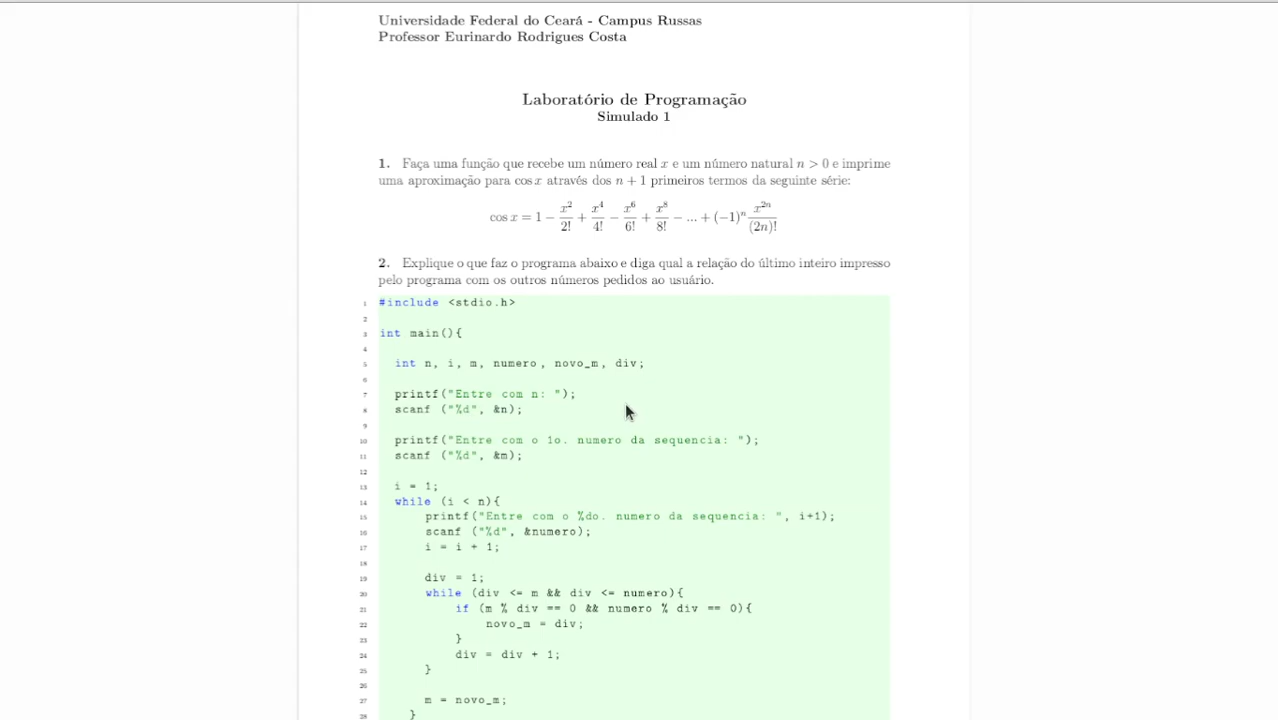 Universidade Federal do Ceará - Campus Russas
Professor Eurinardo Rodrigues Costa
Laboratório de Programação
Simulado 1
1. Faça uma função que recebe um número real x e um número natural n > 0 e imprime
uma aproximação para cos x através dos n + 1 primeiros termos da seguinte série:
cos x = 1 − x²/2! + x⁴/4! − x⁶/6! + x⁸/8! − ... + (−1)ⁿ x²ⁿ/(2n)!
2. Explique o que faz o programa abaixo e diga qual a relação do último inteiro impresso
pelo programa com os outros números pedidos ao usuário.
1 #include <stdio.h>
2
3 int main(){
4
5 int n, i, m, numero, novo_m, div;
6
7 printf("Entre com n: ");
8 scanf ("%d", &n);
9
10 printf("Entre com o 1o. numero da sequencia: ");
11 scanf ("%d", &m);
12
13 i = 1;
14 while (i < n){
15 printf("Entre com o %do. numero da sequencia: ", i+1);
16 scanf ("%d", &numero);
17 i = i + 1;
18
19 div = 1;
20 while (div <= m && div <= numero){
21 if (m % div == 0 && numero % div == 0){
22 novo_m = div;
23 }
24 div = div + 1;
25 }
26
27 m = novo_m;
28 }